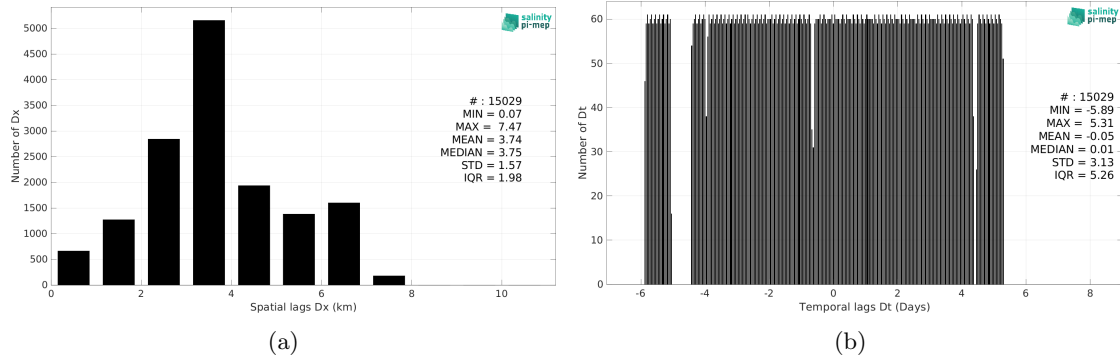 salinity
pi-mep
5000
4500
4000
3500
3000
2500
2000
1500
1000
500
0
Number of Dx
# : 15029
MIN = 0.07
MAX = 7.47
MEAN = 3.74
MEDIAN = 3.75
STD = 1.57
IQR = 1.98
0 2 4 6 8 10
Spatial lags Dx (km)
(a)
salinity
pi-mep
60
50
40
30
20
10
0
Number of Dt
# : 15029
MIN = -5.89
MAX = 5.31
MEAN = -0.05
MEDIAN = 0.01
STD = 3.13
IQR = 5.26
-6 -4 -2 0 2 4 6 8
Temporal lags Dt (Days)
(b)